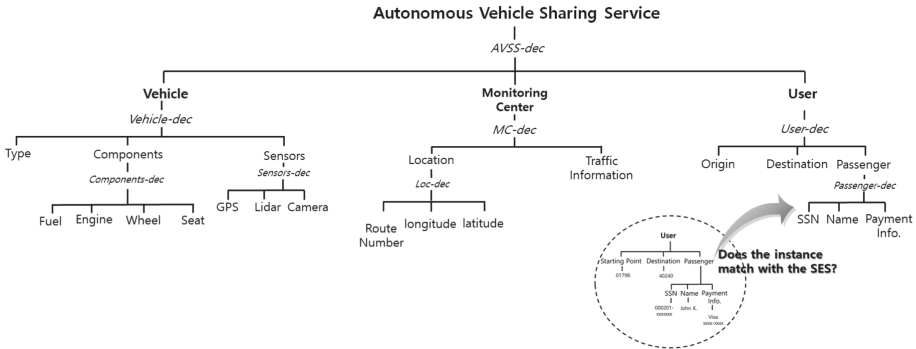 Autonomous Vehicle Sharing Service
AVSS-dec
Vehicle
Vehicle-dec
Type
Components
Components-dec
Fuel
Engine
Wheel
Seat
Sensors
Sensors-dec
GPS
Lidar
Camera
Monitoring
Center
MC-dec
Location
Loc-dec
Route
Number
longitude
latitude
Traffic
Information
User
User-dec
Origin
Destination
Passenger
Passenger-dec
SSN
Name
Payment
Info.
User
Starting Point
01798
Destination
40240
Passenger
SSN
000201-
xxxxxxx
Name
John K.
Payment
Info.
Visa
xxxx-xxxx
Does the instance
match with the SES?